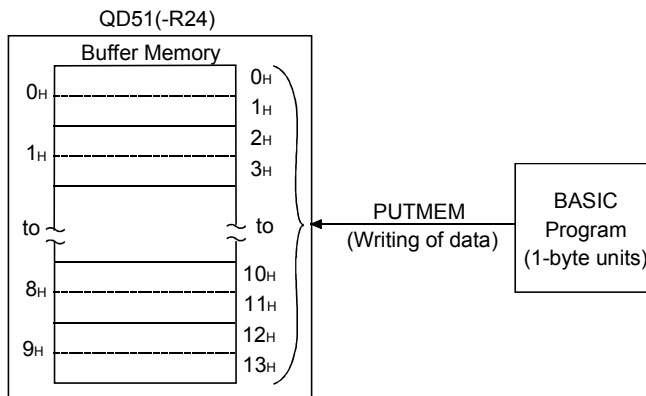 QD51(-R24)
Buffer Memory
0H
0H
1H
1H
2H
3H
to
to
PUTMEM
(Writing of data)
BASIC
Program
(1-byte units)
8H
10H
11H
9H
12H
13H